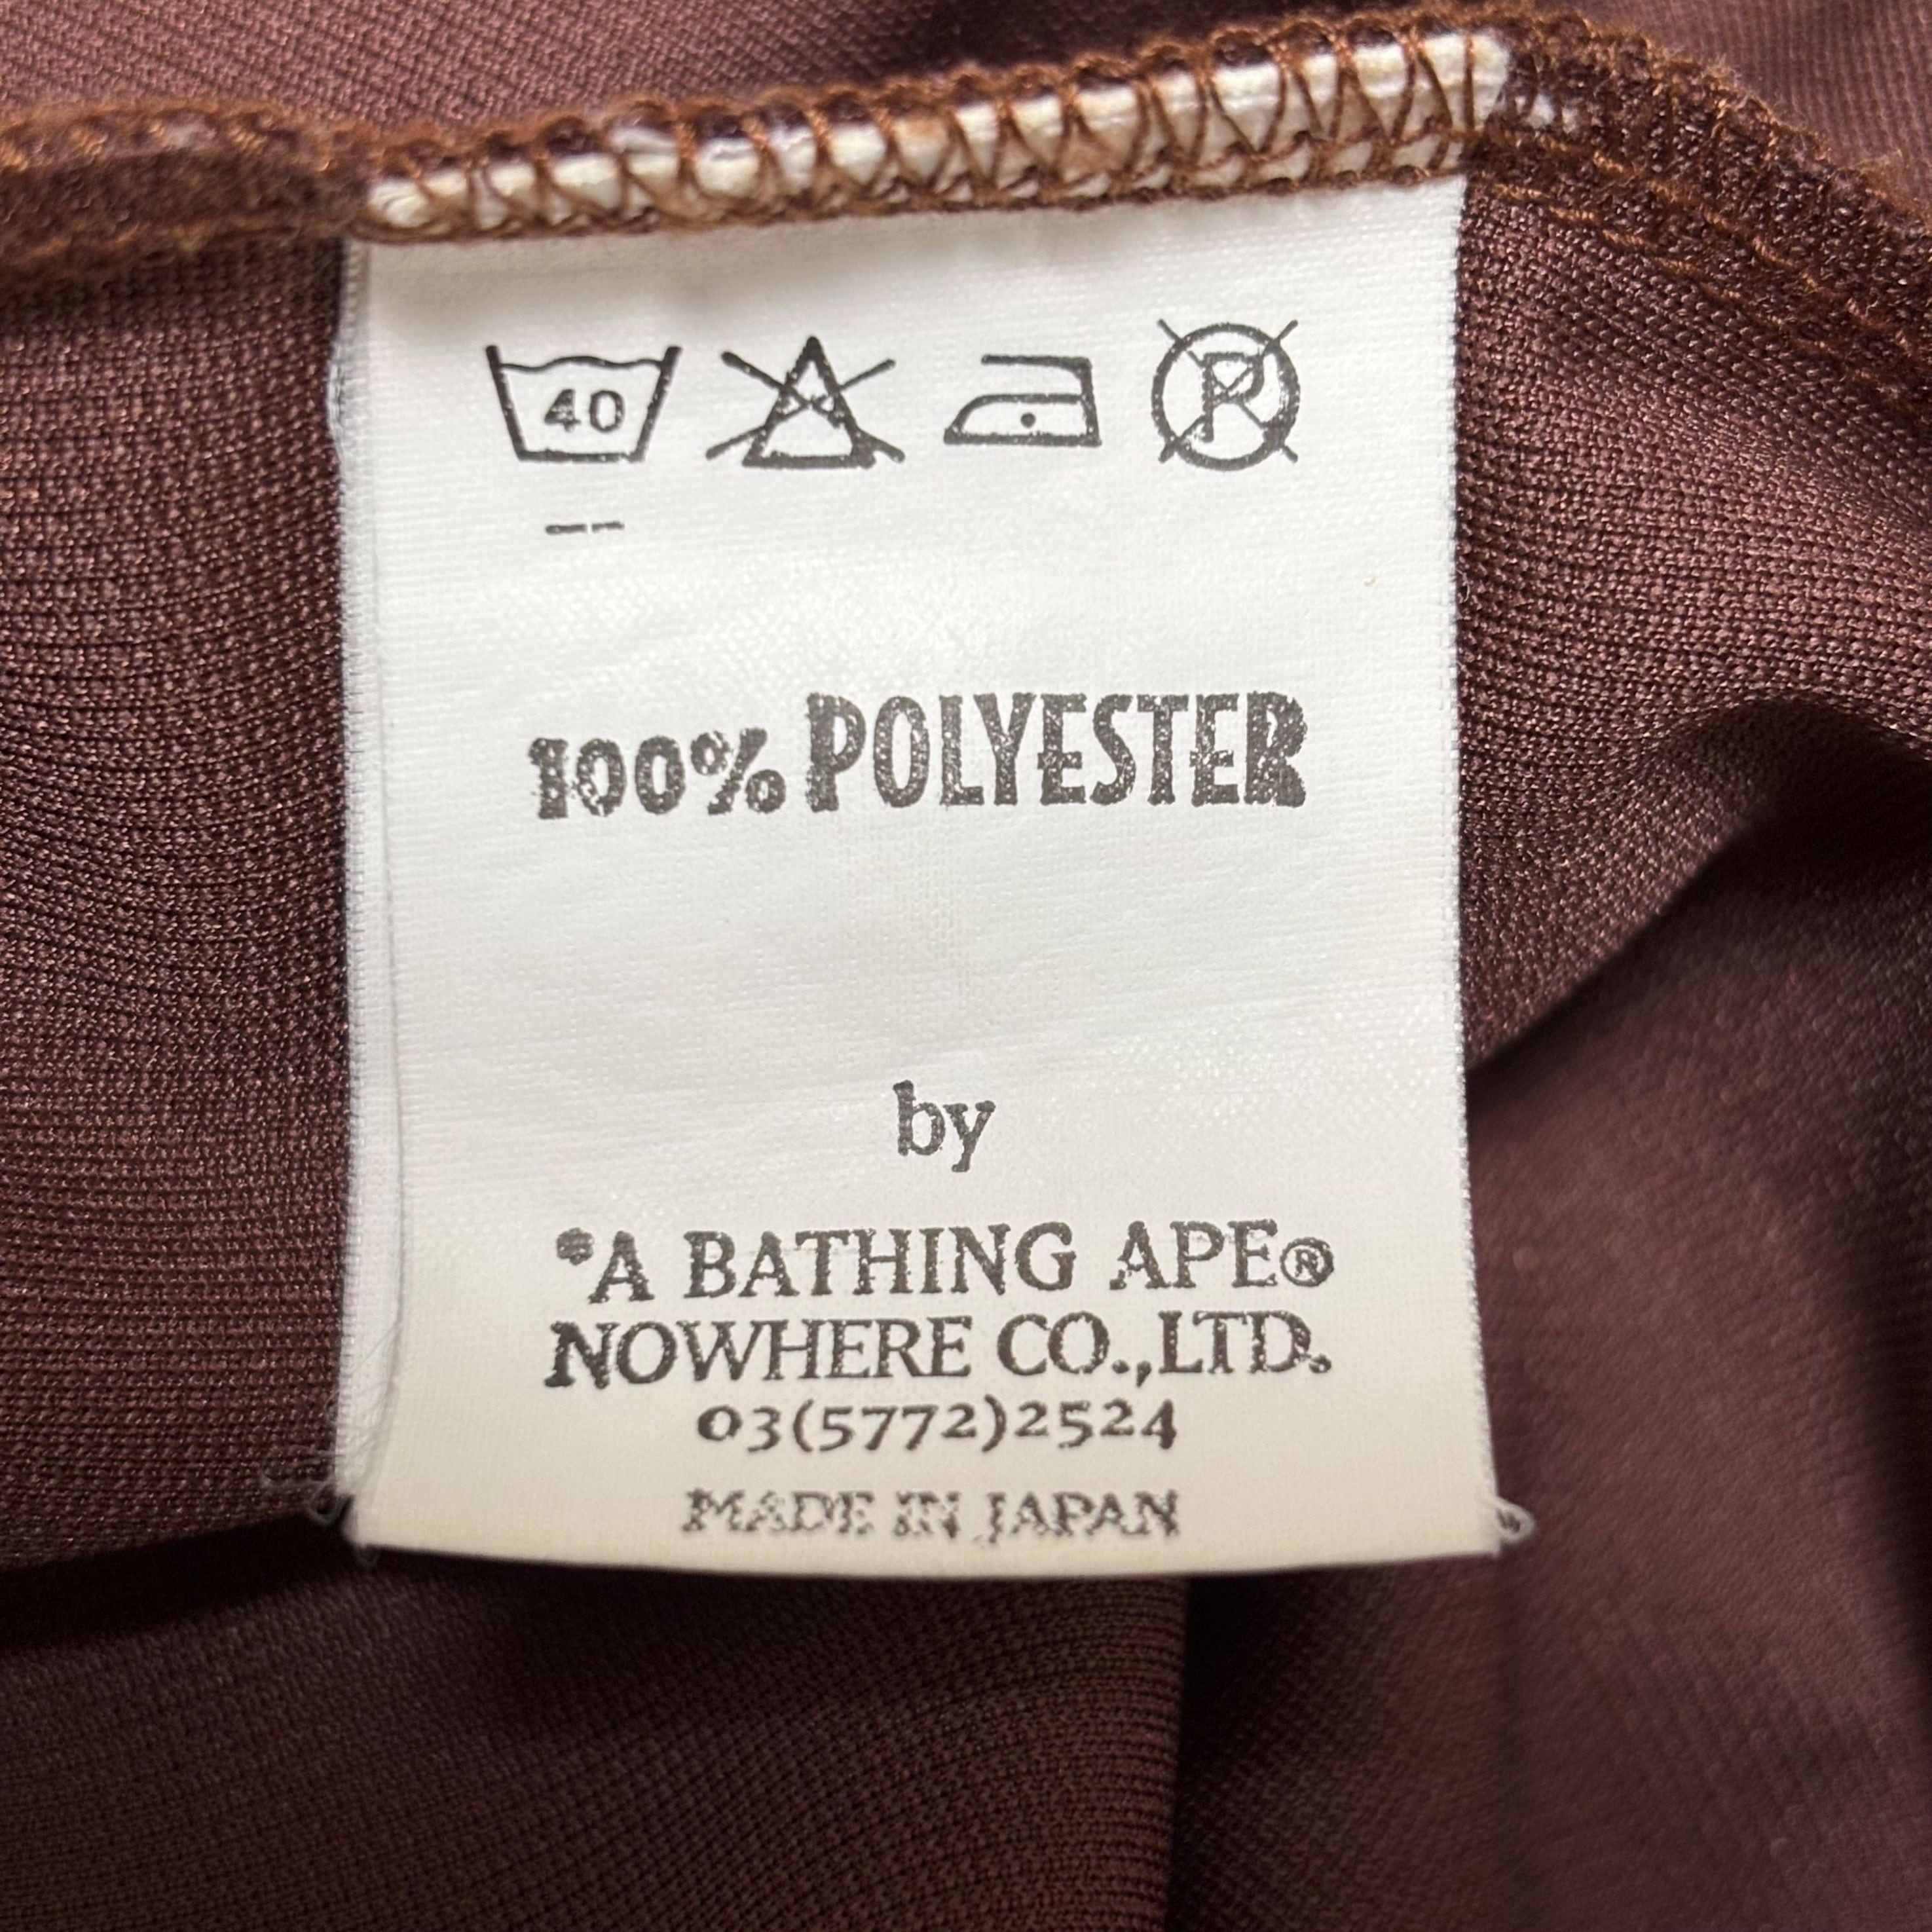 40
P
100% POLYESTER
by
*A BATHING APE®
NOWHERE CO.,LTD.
03(5772)2524
MADE IN JAPAN